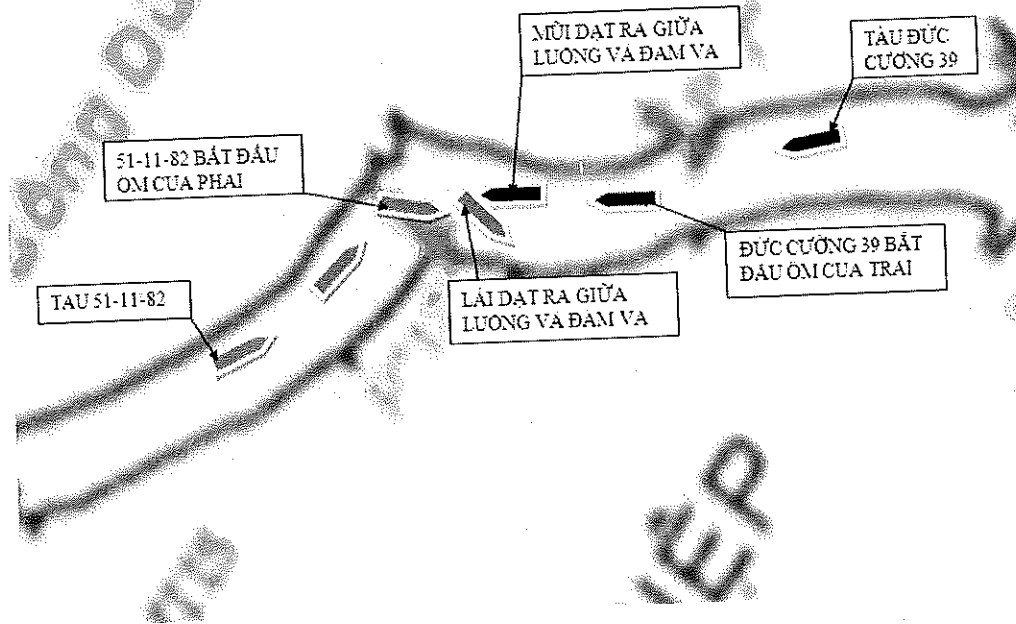 MŨI DẠT RA GIỮA
LUỒNG VÀ ĐÂM VA
TÀU ĐỨC
CƯỜNG 39
51-11-82 BẮT ĐẦU
ÔM CUA PHẢI
ĐỨC CƯỜNG 39 BẮT
ĐẦU ÔM CUA TRÁI
TÀU 51-11-82
LÁI DẠT RA GIỮA
LUỒNG VÀ ĐÂM VA
ÉP